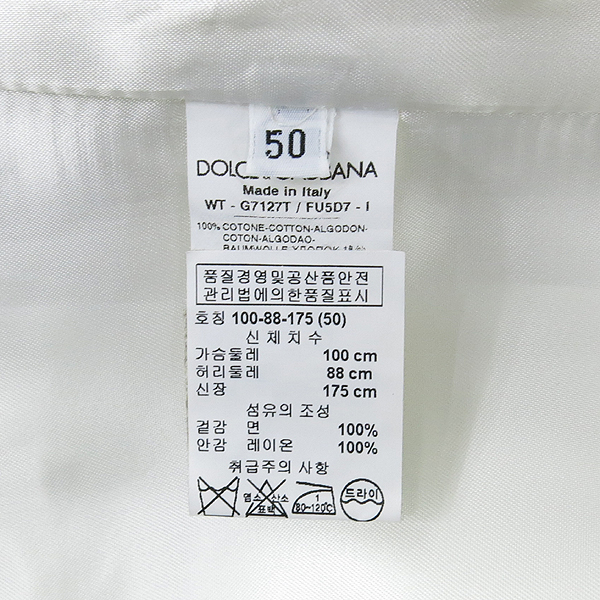 50
DOLCE & GABBANA
Made in Italy
WT - G7127T / FU5D7 - I
100% COTONE-COTTON-ALGODON-
COTON-ALGODAO-
BAUMWOLLE-ХЛОПОК
품질경영및공산품안전
관리법에의한품질표시
호칭 100-88-175 (50)
신체치수
가슴둘레 100 cm
허리둘레 88 cm
신장 175 cm
섬유의 조성
겉감 면 100%
안감 레이온 100%
취급주의 사항
염소 산소
표백
1
80~120℃
드라이